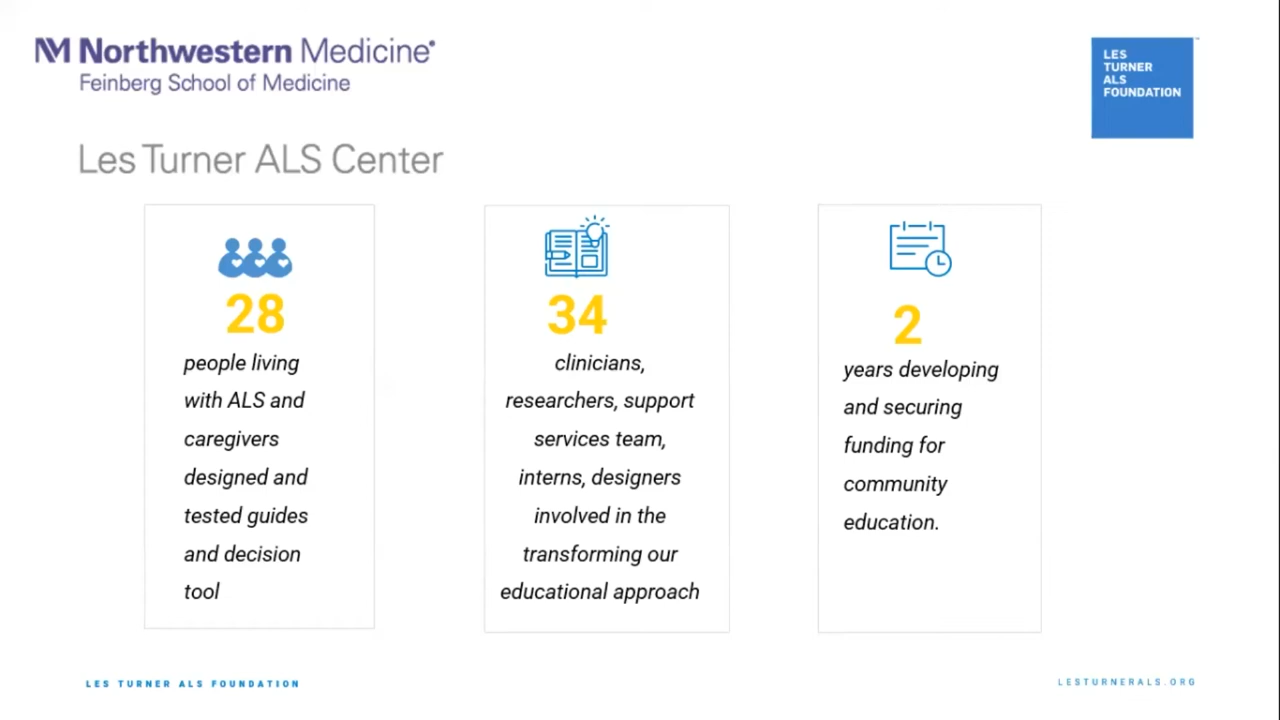 Northwestern Medicine®
Feinberg School of Medicine
LES
TURNER
ALS
FOUNDATION
Les Turner ALS Center
28
people living
with ALS and
caregivers
designed and
tested guides
and decision
tool
34
clinicians,
researchers, support
services team,
interns, designers
involved in the
transforming our
educational approach
2
years developing
and securing
funding for
community
education.
LES TURNER ALS FOUNDATION
LESTURNERALS.ORG